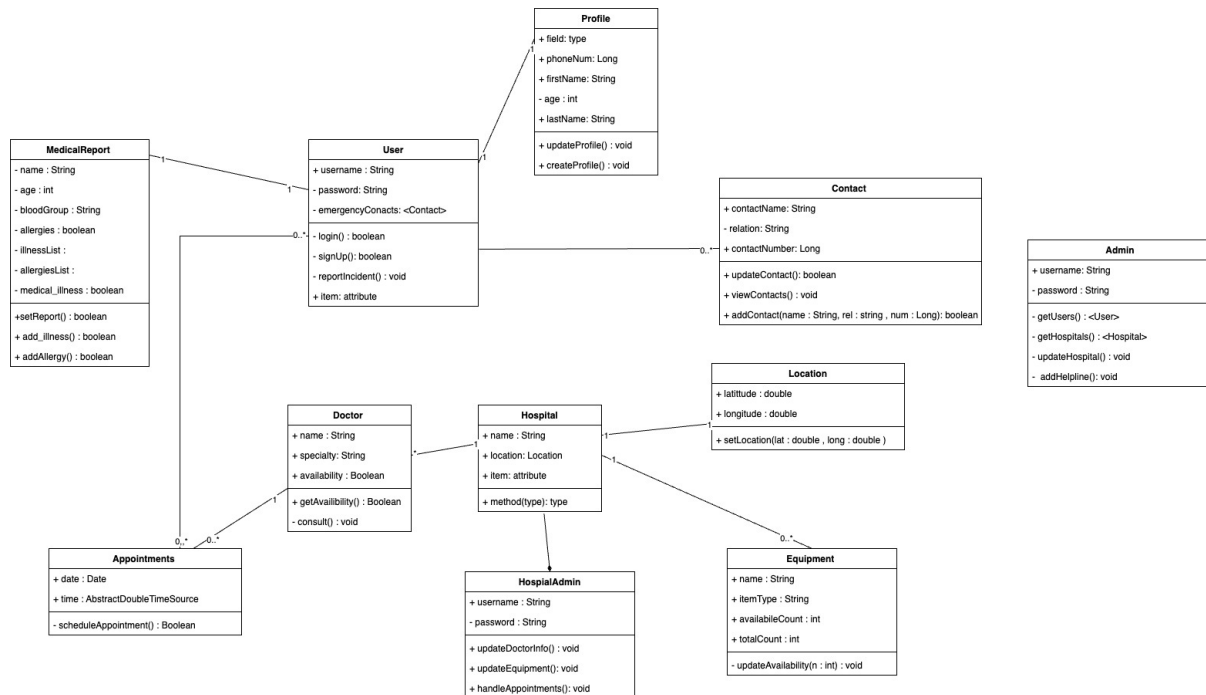 Profile
+ field: type
+ phoneNum: Long
+ firstName: String
- age : int
+ lastName: String
+ updateProfile() : void
+ createProfile() : void
1
1
MedicalReport
- name : String
- age : int
- bloodGroup : String
- allergies : boolean
- illnessList :
- allergiesList :
- medical_illness : boolean
+setReport() : boolean
+ add_illness() : boolean
+ addAllergy() : boolean
1
1
User
+ username : String
- password: String
- emergencyConacts: <Contact>
- login() : boolean
- signUp(): boolean
- reportIncident() : void
+ item: attribute
0..*
0..*
Contact
+ contactName: String
- relation: String
+ contactNumber: Long
+ updateContact(): boolean
+ viewContacts() : void
+ addContact(name : String, rel : string , num : Long): boolean
Admin
+ username: String
- password : String
- getUsers() : <User>
- getHospitals() : <Hospital>
- updateHospital() : void
- addHelpline(): void
Location
+ latittude : double
+ longitude : double
+ setLocation(lat : double , long : double )
1
1
Doctor
+ name : String
+ specialty: String
+ availability : Boolean
+ getAvailibility() : Boolean
- consult() : void
.*
1
Hospital
+ name : String
+ location: Location
+ item: attribute
+ method(type): type
1
0..*
1
0..*
0..*
Appointments
+ date : Date
+ time : AbstractDoubleTimeSource
- scheduleAppointment() : Boolean
HospialAdmin
+ username : String
- password : String
+ updateDoctorInfo() : void
+ updateEquipment(): void
+ handleAppointments(): void
Equipment
+ name : String
+ itemType : String
+ availabileCount : int
+ totalCount : int
- updateAvailability(n : int) : void